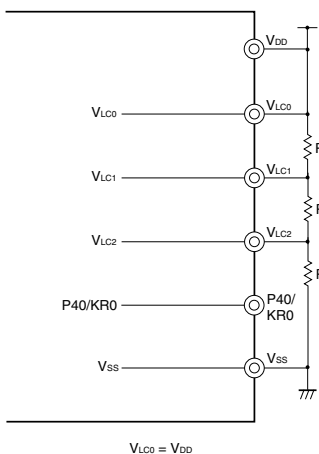 VDD
VLC0 VLC0
R
VLC1 VLC1
R
VLC2 VLC2
R
P40/KR0 P40/
KR0
VSS VSS
VLC0 = VDD